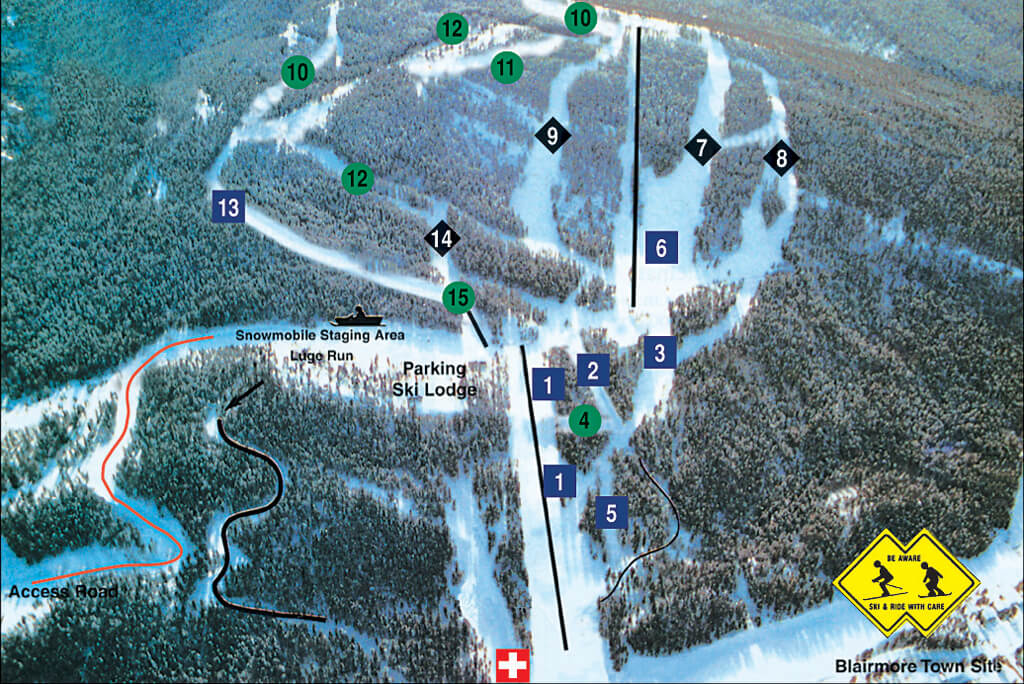 10
12
10
11
9
7
8
12
13
14
6
15
Snowmobile Staging Area
Luge Run
Parking
Ski Lodge
1
2
3
4
1
5
BE AWARE
SKI & RIDE WITH CARE
Access Road
Blairmore Town Site